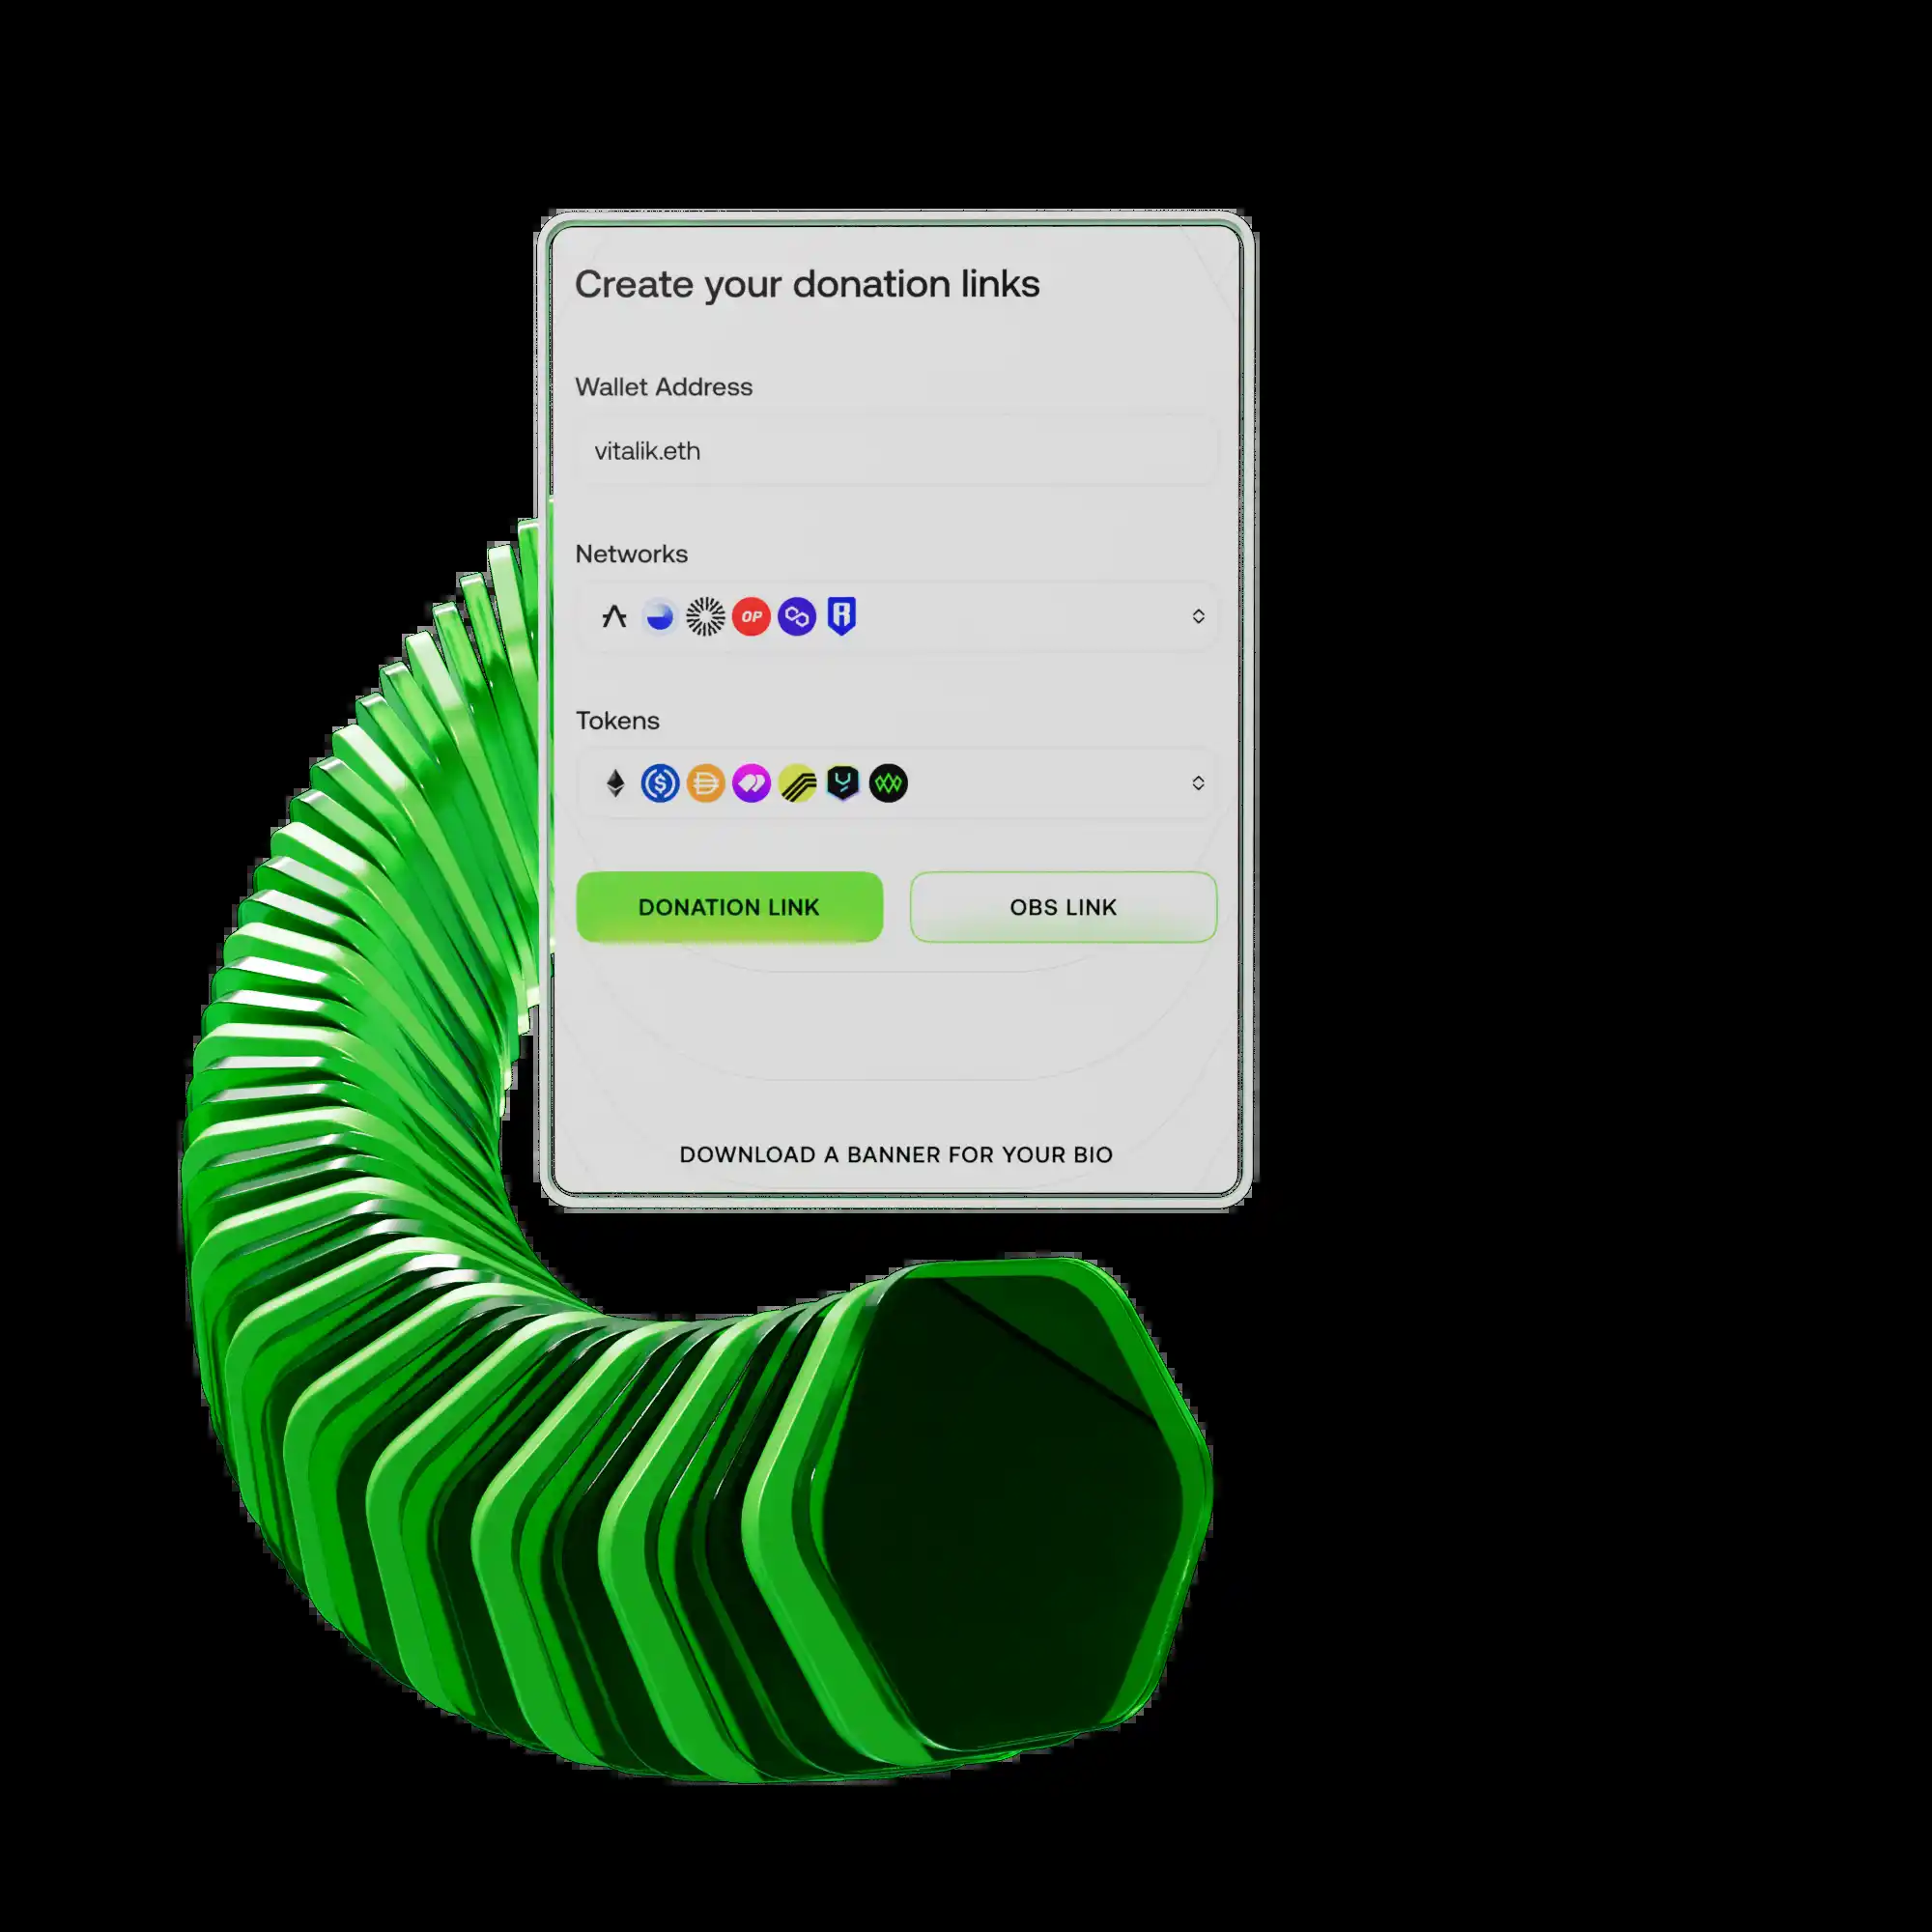 Create your donation links
Wallet Address
vitalik.eth
Networks
OP
Tokens
DONATION LINK
OBS LINK
DOWNLOAD A BANNER FOR YOUR BIO